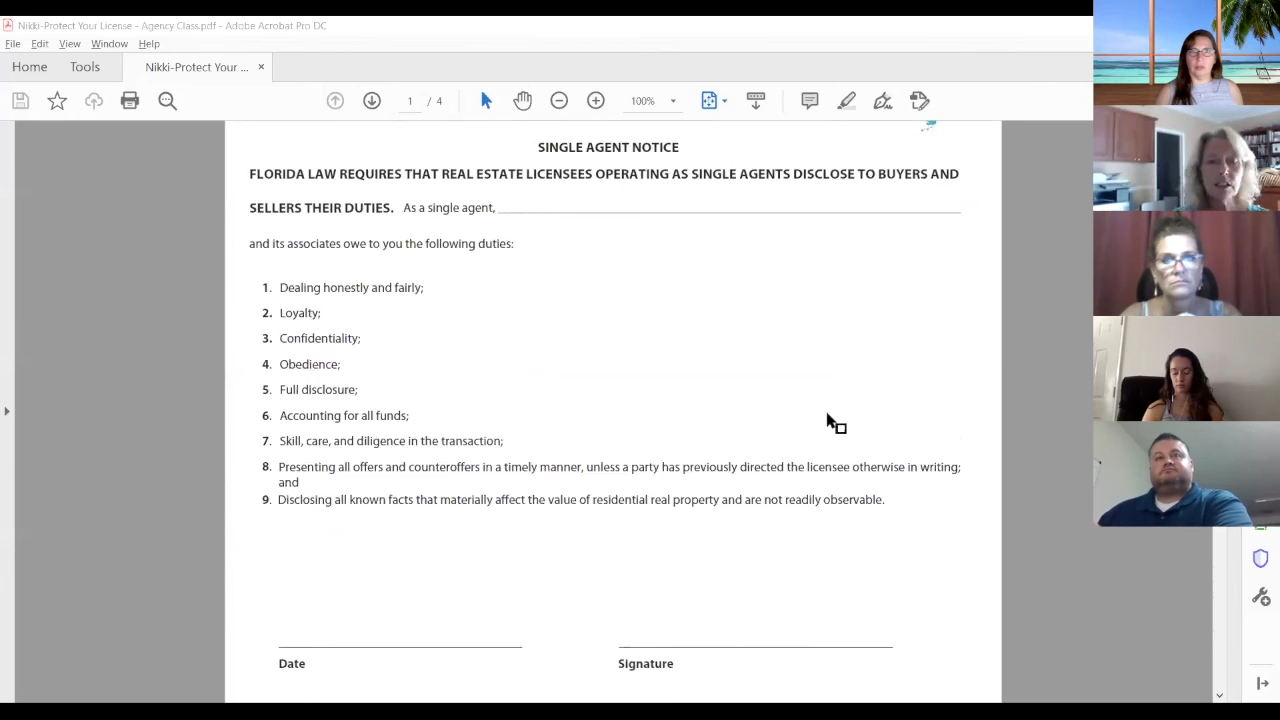 Nikki-Protect Your License - Agency Class.pdf - Adobe Acrobat Pro DC
File Edit View Window Help
Home Tools Nikki-Protect Your ... ×
1 / 4 100%
SINGLE AGENT NOTICE
FLORIDA LAW REQUIRES THAT REAL ESTATE LICENSEES OPERATING AS SINGLE AGENTS DISCLOSE TO BUYERS AND
SELLERS THEIR DUTIES. As a single agent,
and its associates owe to you the following duties:
1. Dealing honestly and fairly;
2. Loyalty;
3. Confidentiality;
4. Obedience;
5. Full disclosure;
6. Accounting for all funds;
7. Skill, care, and diligence in the transaction;
8. Presenting all offers and counteroffers in a timely manner, unless a party has previously directed the licensee otherwise in writing;
and
9. Disclosing all known facts that materially affect the value of residential real property and are not readily observable.
Date Signature